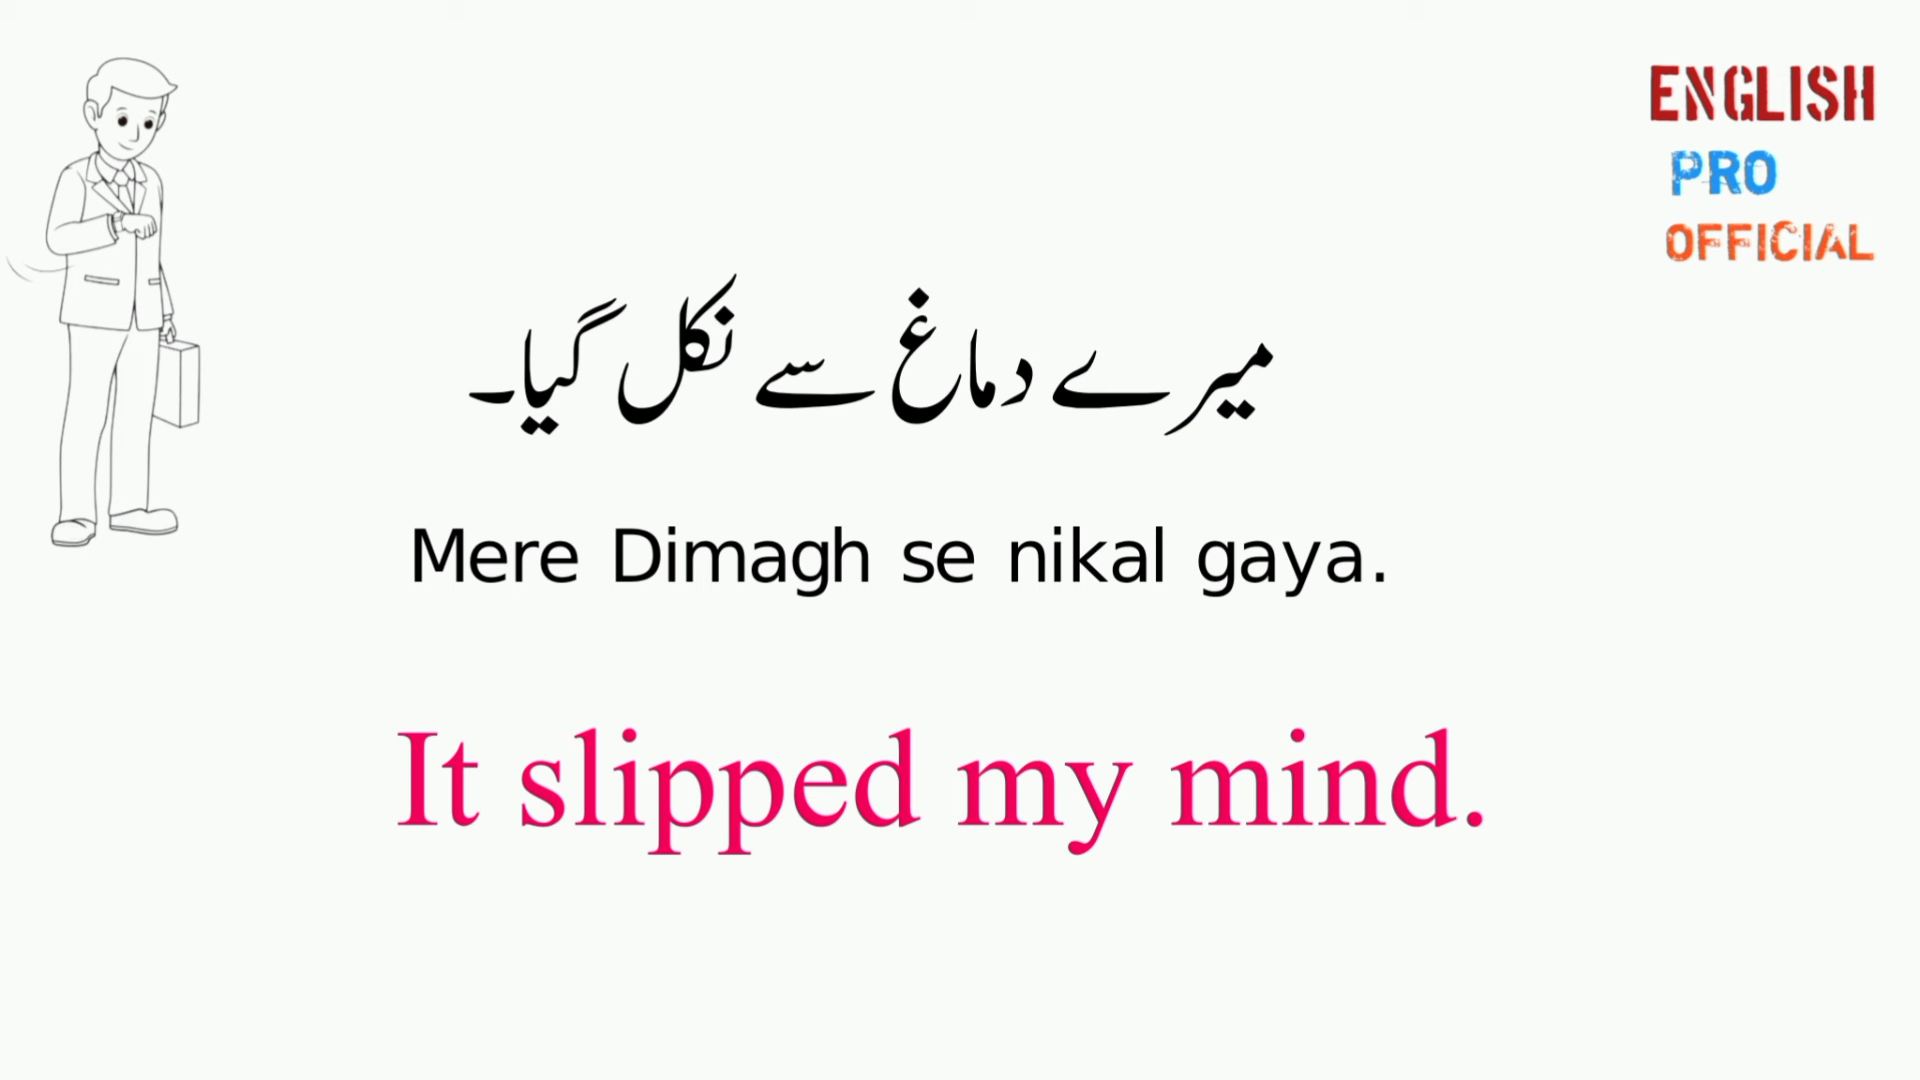 ENGLISH
PRO
OFFICIAL
میرے دماغ سے نکل گیا۔
Mere Dimagh se nikal gaya.
It slipped my mind.